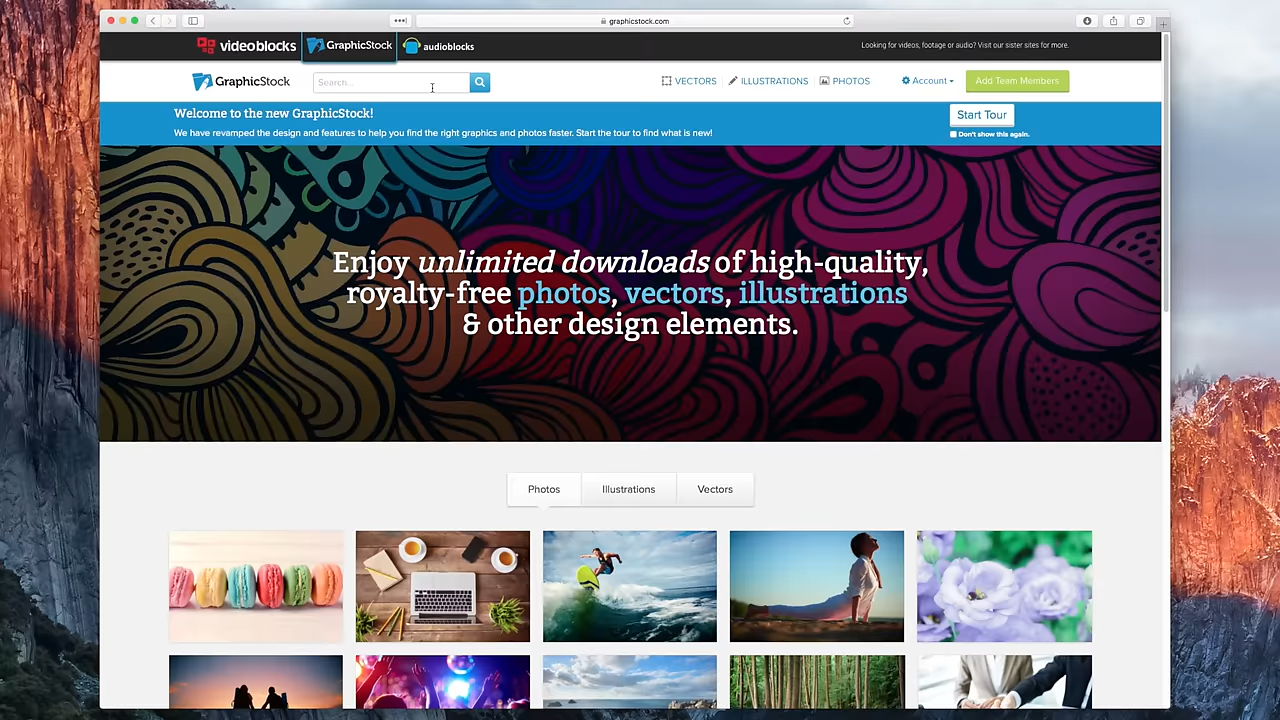 graphicstock.com
videoblocks
GraphicStock
audioblocks
Looking for videos, footage or audio? Visit our sister sites for more.
GraphicStock
Search...
VECTORS
ILLUSTRATIONS
PHOTOS
Account
Add Team Members
Welcome to the new GraphicStock!
We have revamped the design and features to help you find the right graphics and photos faster. Start the tour to find what is new!
Start Tour
Don't show this again.
Enjoy unlimited downloads of high-quality,
royalty-free photos, vectors, illustrations
& other design elements.
Photos
Illustrations
Vectors